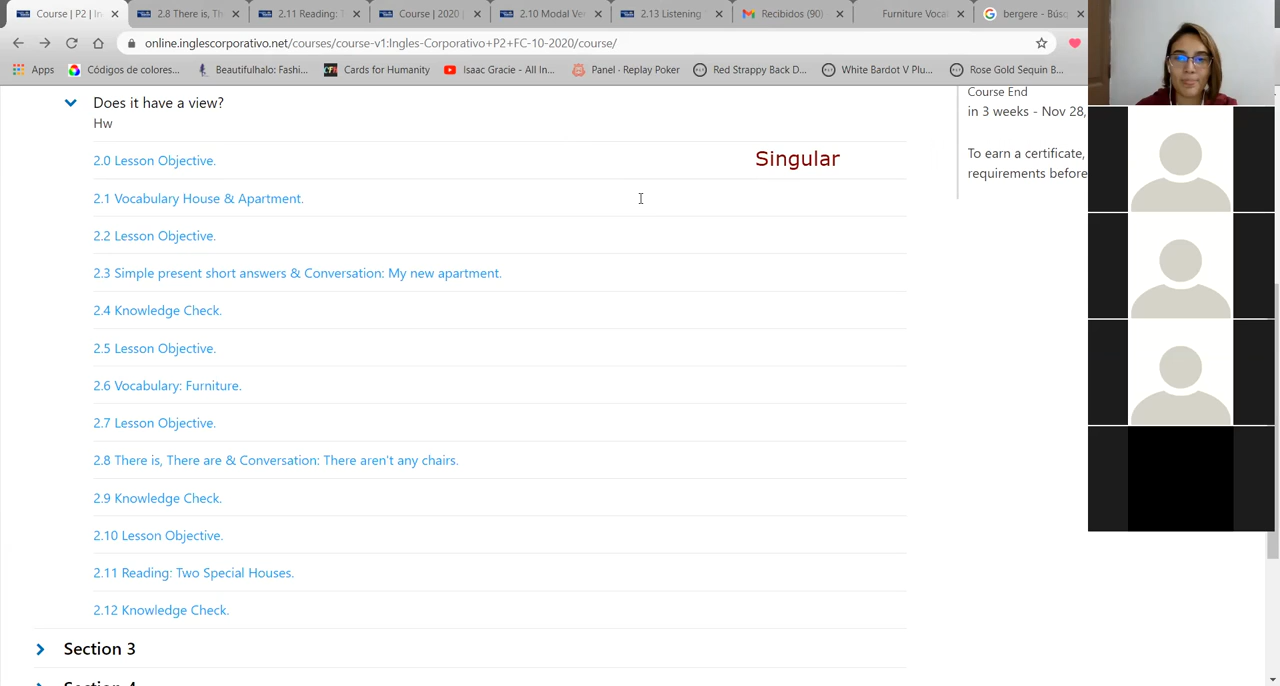 Course | P2 | In
2.8 There is, Th
2.11 Reading: T
Course | 2020
2.10 Modal Ve
2.13 Listening
Recibidos (90)
Furniture Voca
bergere - Búsq
online.inglescorporativo.net/courses/course-v1:Ingles-Corporativo+P2+FC-10-2020/course/
Apps
Códigos de colores...
Beautifulhalo: Fashi...
Cards for Humanity
Isaac Gracie - All In...
Panel · Replay Poker
Red Strappy Back D...
White Bardot V Plu...
Rose Gold Sequin B...
Does it have a view?
Hw
2.0 Lesson Objective.
Singular
2.1 Vocabulary House & Apartment.
2.2 Lesson Objective.
2.3 Simple present short answers & Conversation: My new apartment.
2.4 Knowledge Check.
2.5 Lesson Objective.
2.6 Vocabulary: Furniture.
2.7 Lesson Objective.
2.8 There is, There are & Conversation: There aren't any chairs.
2.9 Knowledge Check.
2.10 Lesson Objective.
2.11 Reading: Two Special Houses.
2.12 Knowledge Check.
Section 3
Section 4
Course End
in 3 weeks - Nov 28,
To earn a certificate,
requirements before